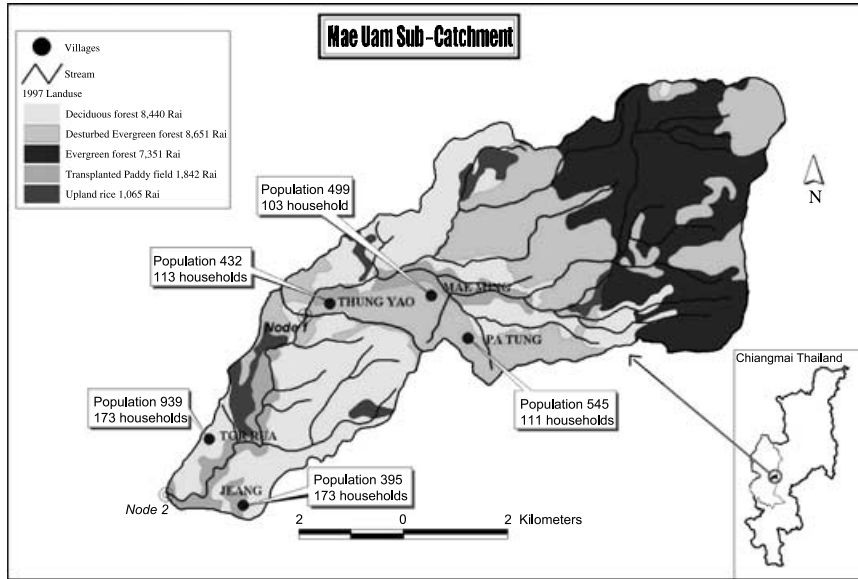 Mae Uam Sub-Catchment
Villages
Stream
1997 Landuse
Deciduous forest 8,440 Rai
Desturbed Evergreen forest 8,651 Rai
Evergreen forest 7,351 Rai
Transplanted Paddy field 1,842 Rai
Upland rice 1,065 Rai
Population 499
103 household
N
Population 432
113 households
MAE MING
THUNG YAO
Node 1
PA TUNG
Chiangmai Thailand
Population 939
173 households
Population 545
111 households
TOB RUA
Population 395
173 households
JEANG
Node 2
2 0 2 Kilometers